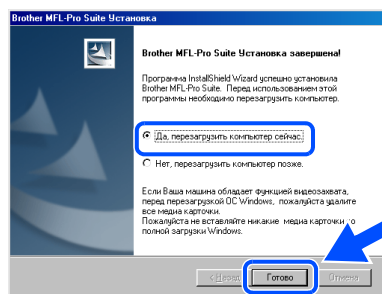 Brother MFL-Pro Suite Установка
Brother MFL-Pro Suite Установка завершена!
Программа InstallShield Wizard успешно установила
Brother MFL-Pro Suite. Перед использованием этой
программы необходимо перезагрузить компьютер.
Да, перезагрузить компьютер сейчас.
Нет, перезагрузить компьютер позже.
Если Ваша машина обладает функцией видеозахвата,
перед перезагрузкой ОС Windows, пожалуйста удалите
все медиа карточки.
Пожалуйста не вставляйте никакие медиа карточки до
полной загрузки Windows.
< Назад Готово Отмена